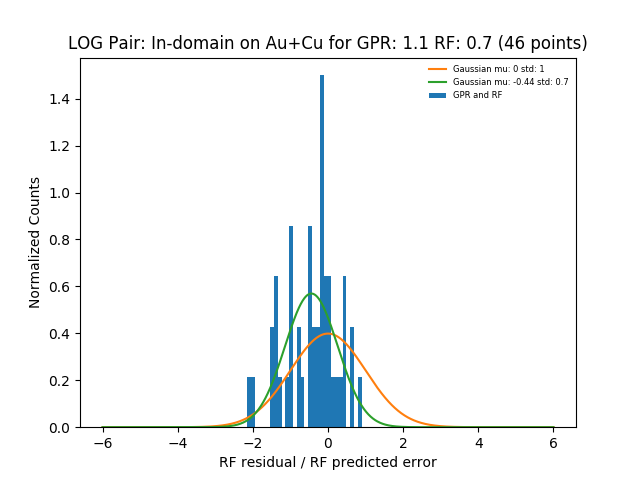 LOG Pair: In-domain on Au+Cu for GPR: 1.1 RF: 0.7 (46 points)
Gaussian mu: 0 std: 1
Gaussian mu: -0.44 std: 0.7
GPR and RF
Normalized Counts
1.4
1.2
1.0
0.8
0.6
0.4
0.2
0.0
−6 −4 −2 0 2 4 6
RF residual / RF predicted error